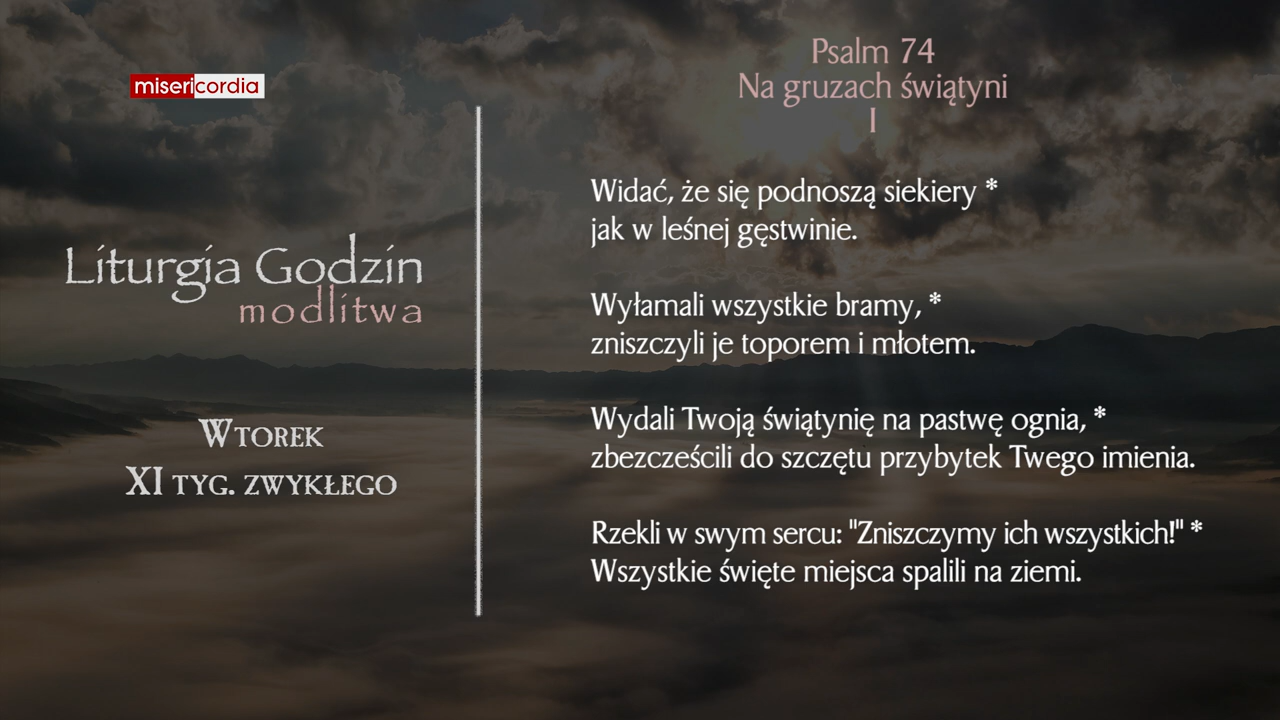 misericordia
Liturgia Godzin
modlitwa
Wtorek
XI tyg. zwykłego
Psalm 74
Na gruzach świątyni
I
Widać, że się podnoszą siekiery *
jak w leśnej gęstwinie.
Wyłamali wszystkie bramy, *
zniszczyli je toporem i młotem.
Wydali Twoją świątynię na pastwę ognia, *
zbezcześcili do szczętu przybytek Twego imienia.
Rzekli w swym sercu: "Zniszczymy ich wszystkich!" *
Wszystkie święte miejsca spalili na ziemi.